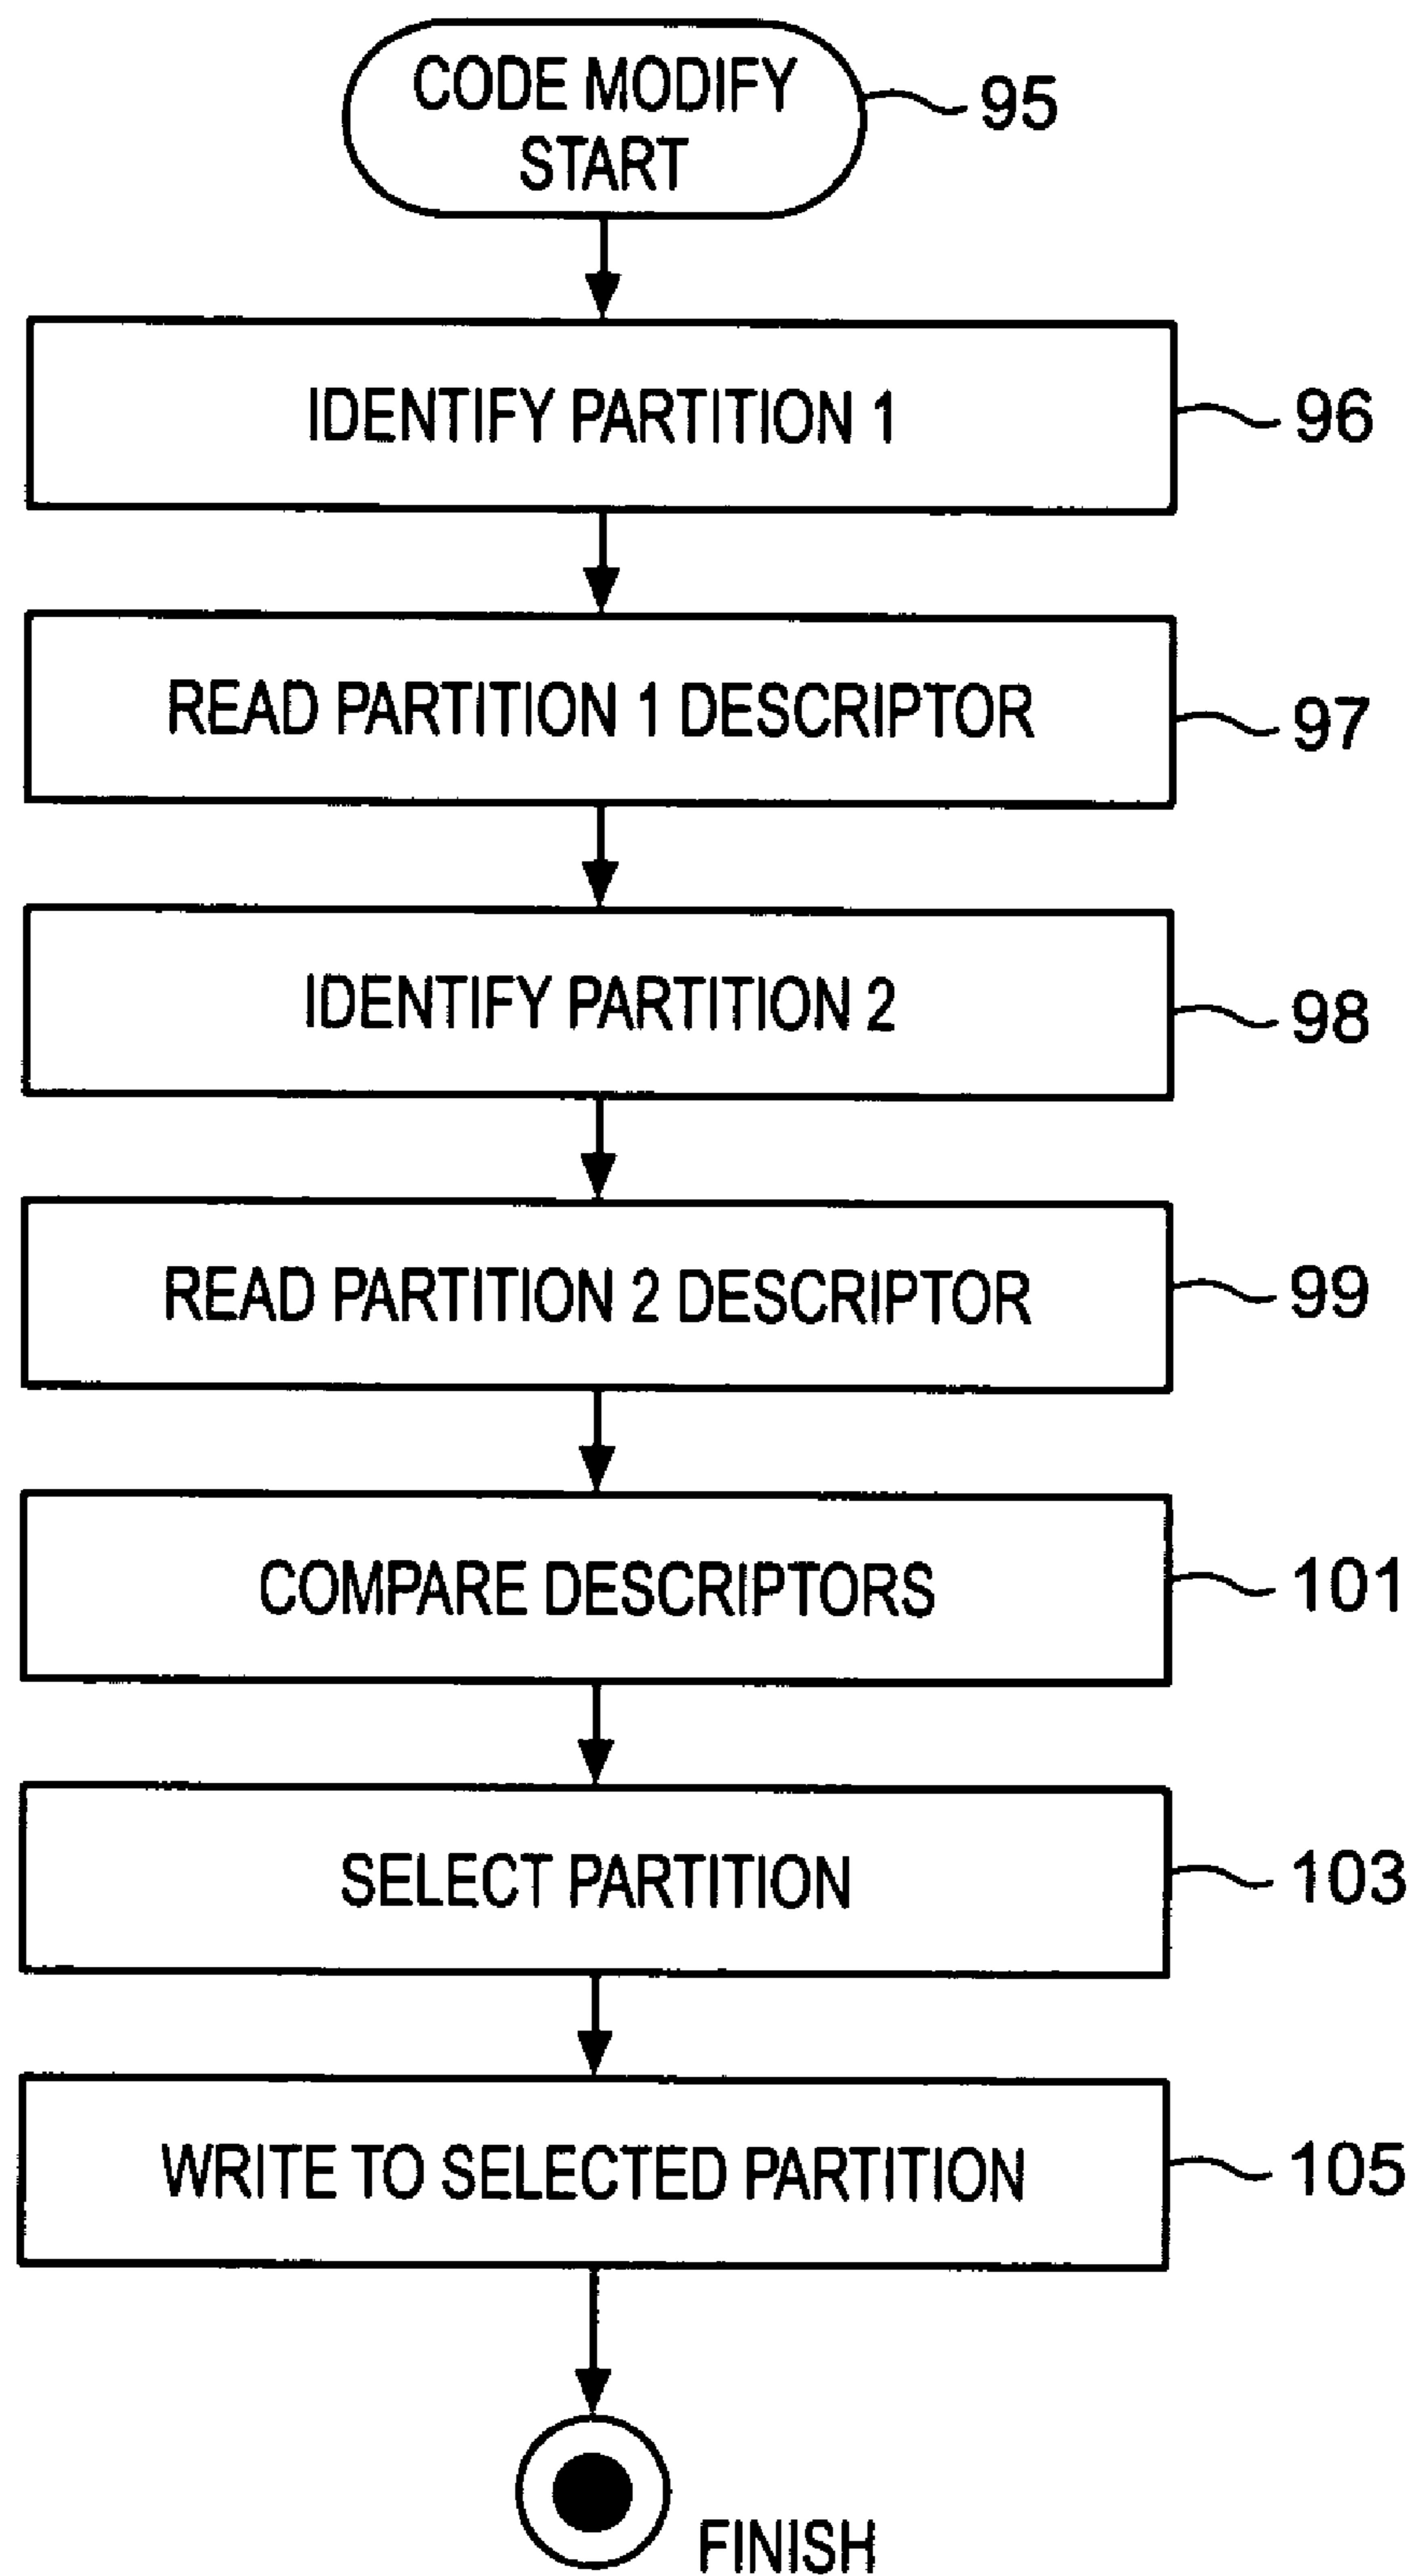 CODE MODIFY
START
95
IDENTIFY PARTITION 1
96
READ PARTITION 1 DESCRIPTOR
97
IDENTIFY PARTITION 2
98
READ PARTITION 2 DESCRIPTOR
99
COMPARE DESCRIPTORS
101
SELECT PARTITION
103
WRITE TO SELECTED PARTITION
105
FINISH